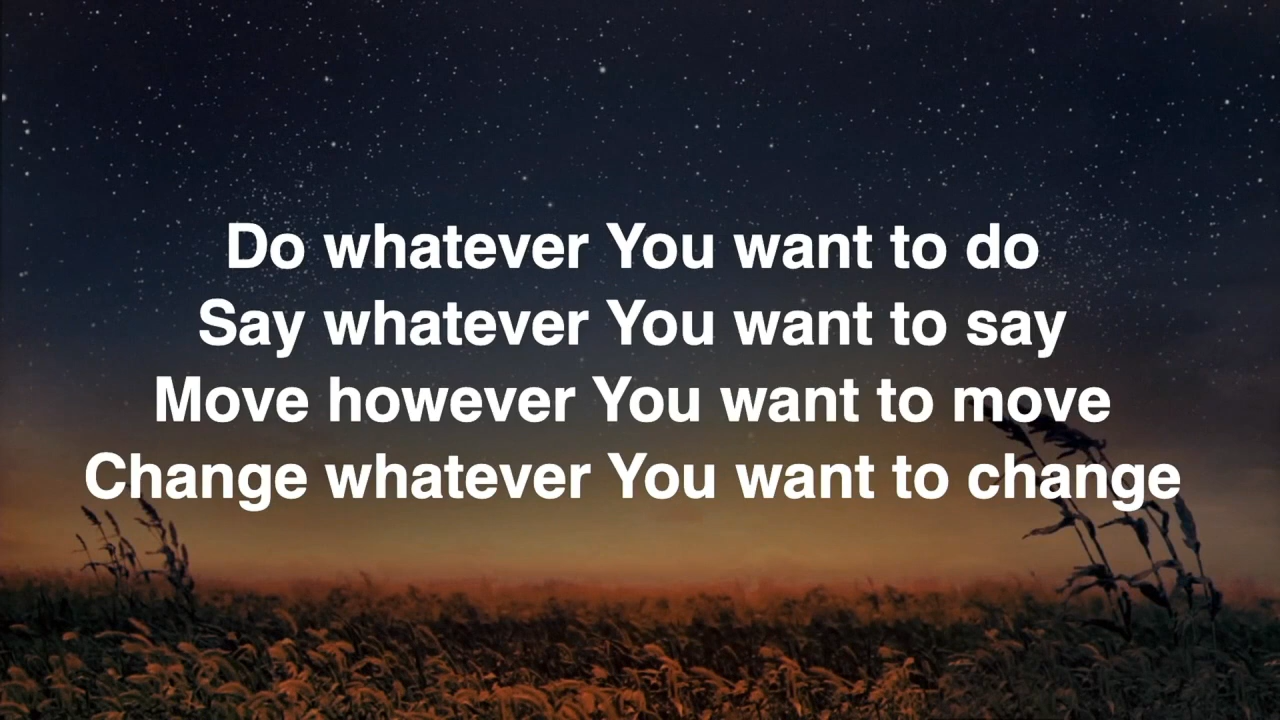 Do whatever You want to do
Say whatever You want to say
Move however You want to move
Change whatever You want to change